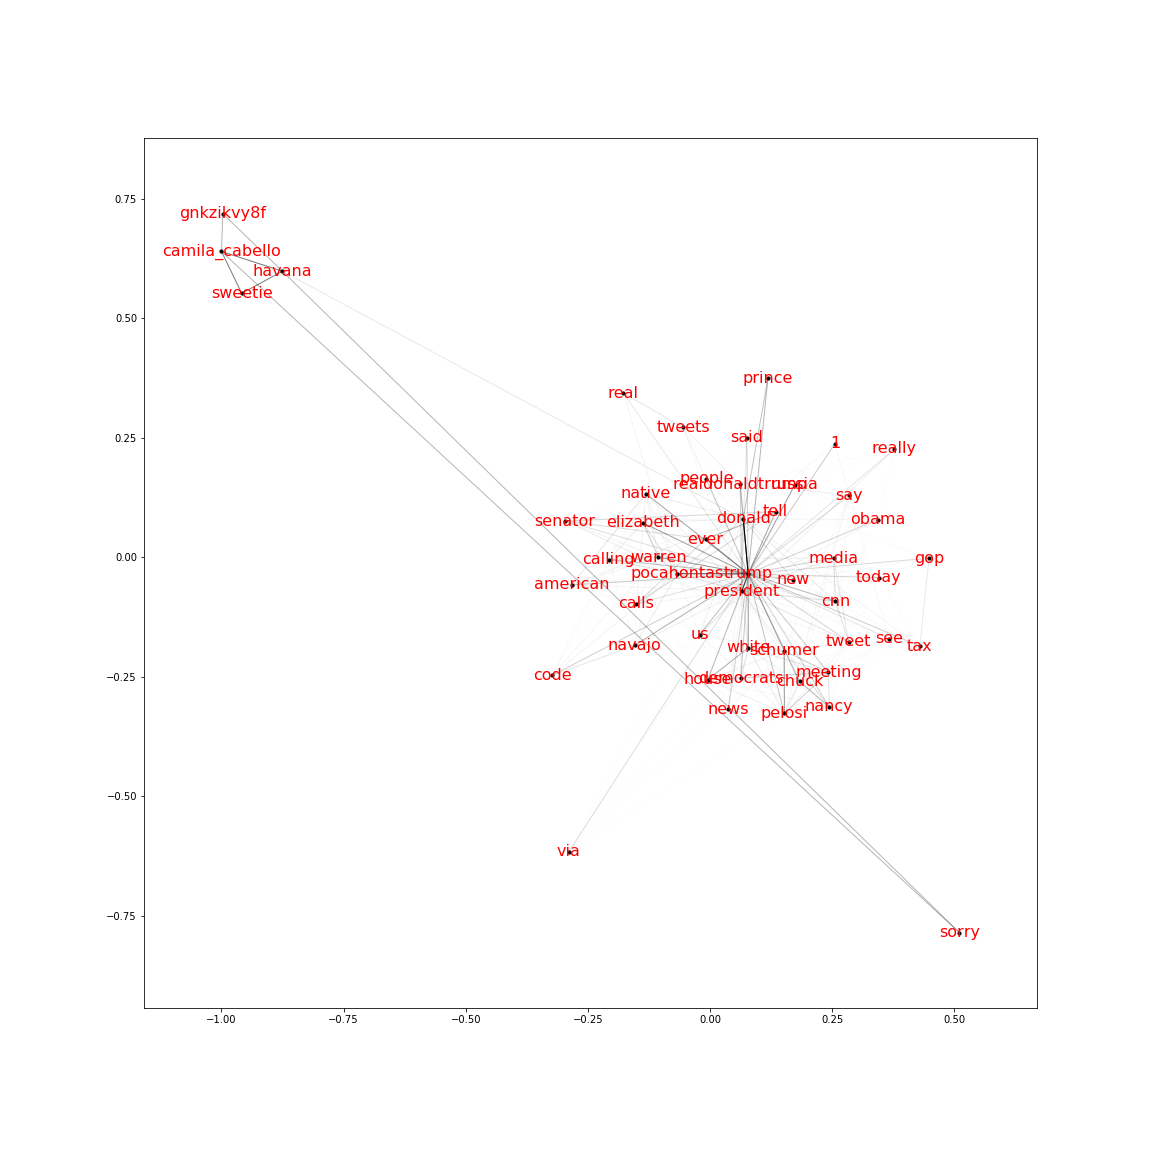 0.75
gnkzikvy8f
camila_cabello
havana
sweetie
0.50
prince
real
0.25
tweets
said
1
really
people
realdonaldtrump
russia
native
say
tell
senator
elizabeth
donald
obama
ever
0.00
calling
warren
media
gop
pocahontas
trump
american
new
today
president
calls
cnn
us
navajo
white
schumer
tweet
see
tax
−0.25
code
house
democrats
chuck
meeting
news
pelosi
nancy
−0.50
via
−0.75
sorry
−1.00 −0.75 −0.50 −0.25 0.00 0.25 0.50